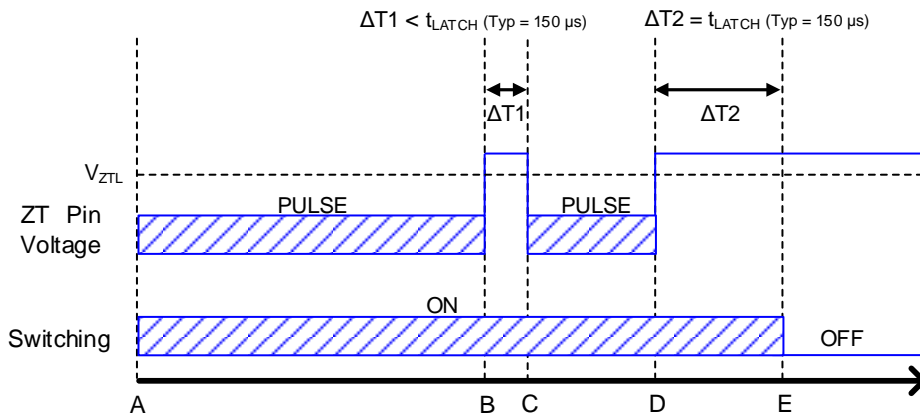 ΔT1 < tLATCH (Typ = 150 µs)
ΔT2 = tLATCH (Typ = 150 µs)
ΔT1
ΔT2
VZTL
PULSE
PULSE
ZT Pin
Voltage
ON
Switching
OFF
A
B
C
D
E